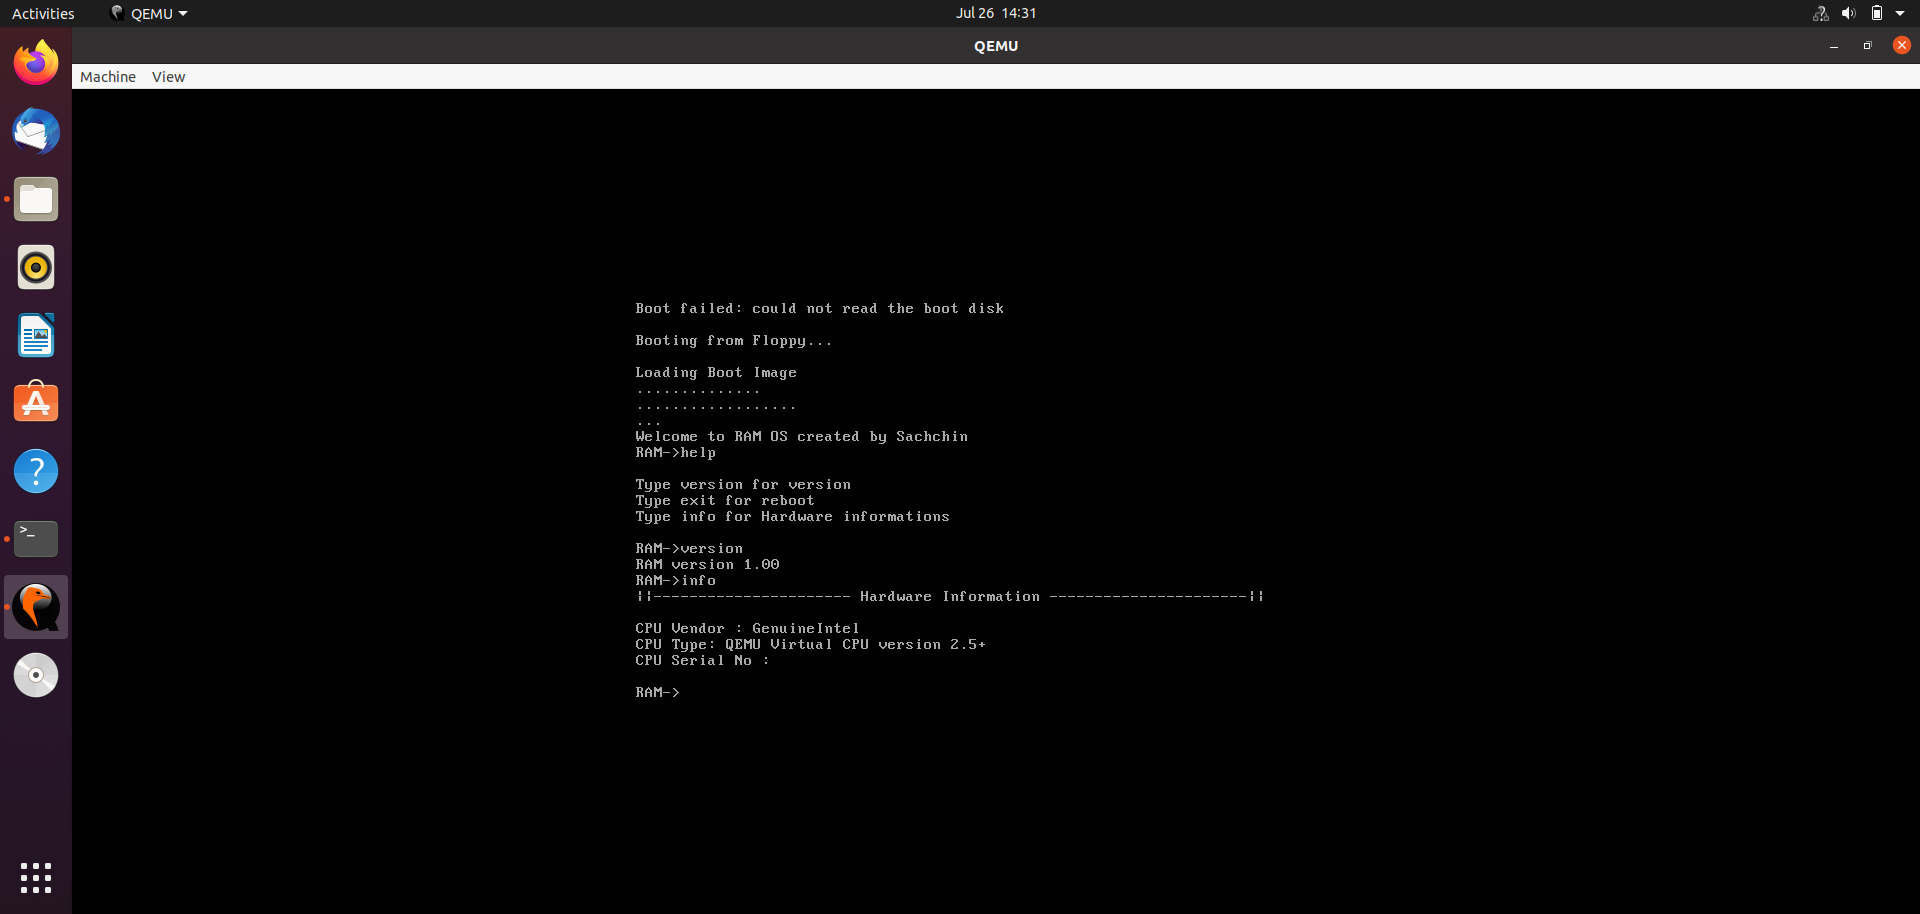 Activities
QEMU
Jul 26 14:31
QEMU
Machine View
Boot failed: could not read the boot disk
Booting from Floppy...
Loading Boot Image
..............
..................
...
Welcome to RAM OS created by Sachchin
RAM->help
Type version for version
Type exit for reboot
Type info for Hardware informations
RAM->version
RAM version 1.00
RAM->info
||---------------------- Hardware Information ----------------------||
CPU Vendor : GenuineIntel
CPU Type: QEMU Virtual CPU version 2.5+
CPU Serial No :
RAM->